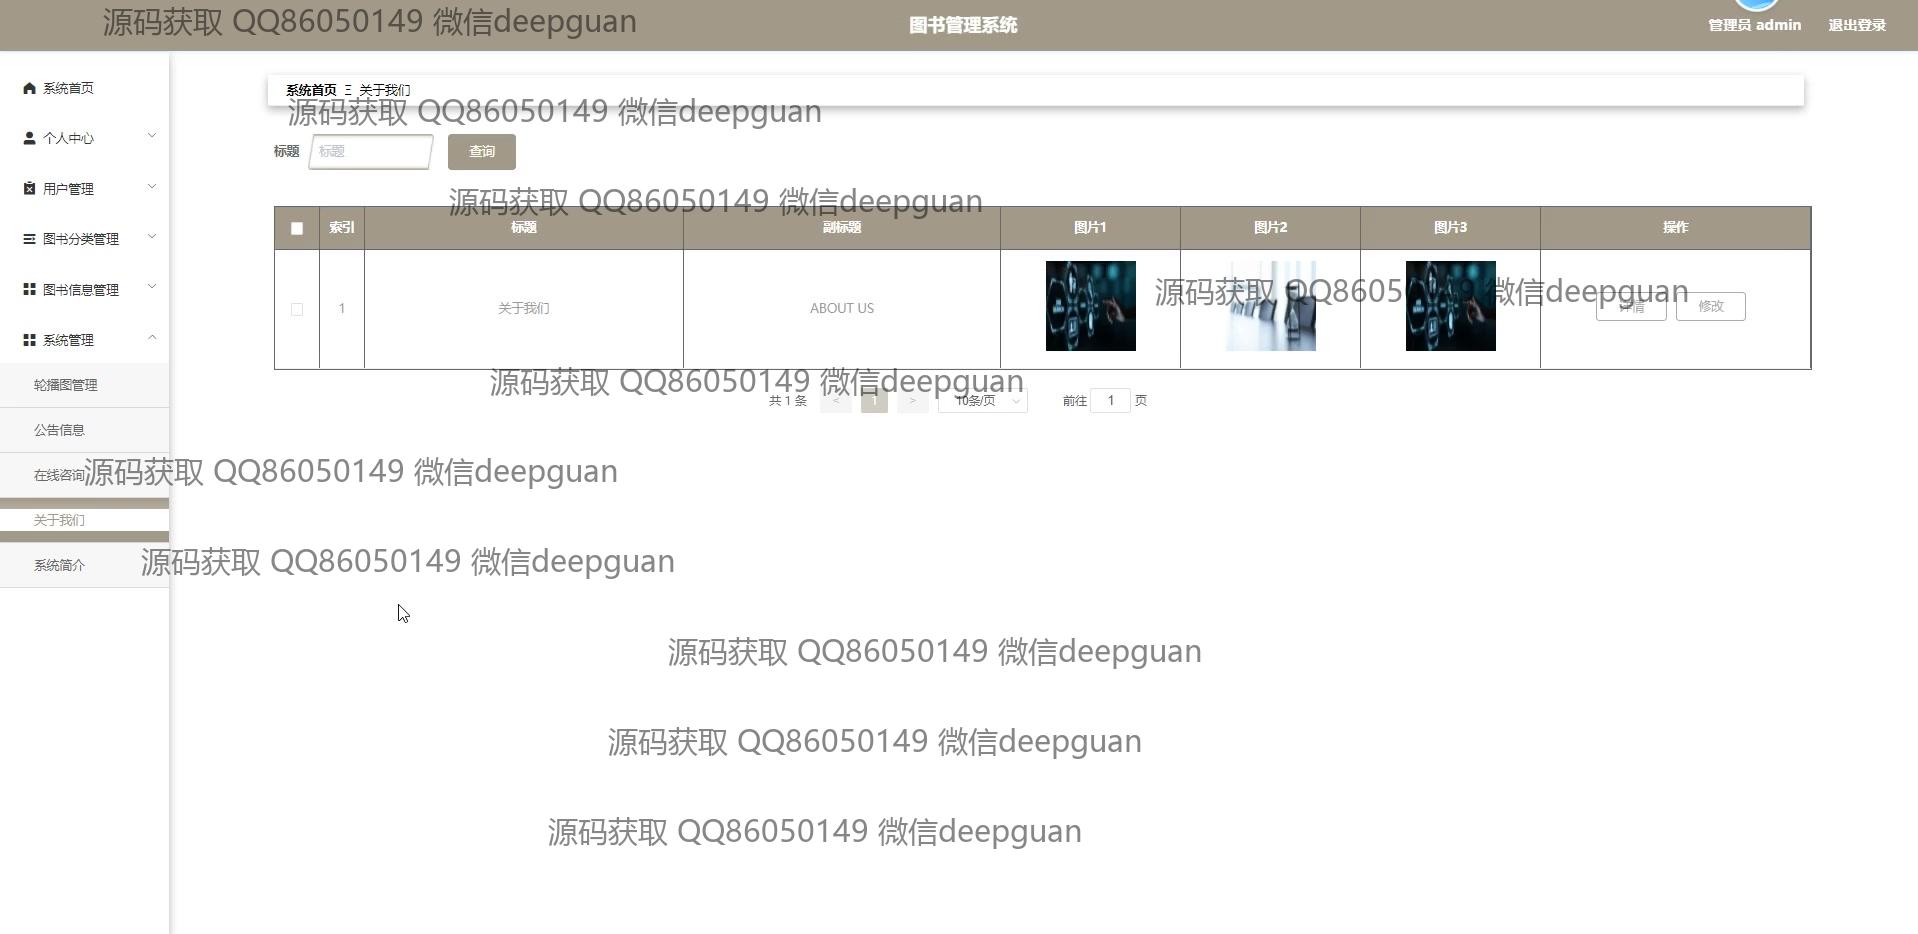 源码获取 QQ86050149 微信deepguan
图书管理系统
管理员 admin 退出登录
系统首页
个人中心
用户管理
图书分类管理
图书信息管理
系统管理
轮播图管理
公告信息
在线咨询
关于我们
系统简介
系统首页 Ξ 关于我们
源码获取 QQ86050149 微信deepguan
标题 标题 查询
源码获取 QQ86050149 微信deepguan
索引 标题 副标题 图片1 图片2 图片3 操作
源码获取 QQ86050149 微信deepguan
1 关于我们 ABOUT US 详情 修改
源码获取 QQ86050149 微信deepguan
共 1 条 < 1 > 10条/页 前往 1 页
源码获取 QQ86050149 微信deepguan
源码获取 QQ86050149 微信deepguan
源码获取 QQ86050149 微信deepguan
源码获取 QQ86050149 微信deepguan
源码获取 QQ86050149 微信deepguan